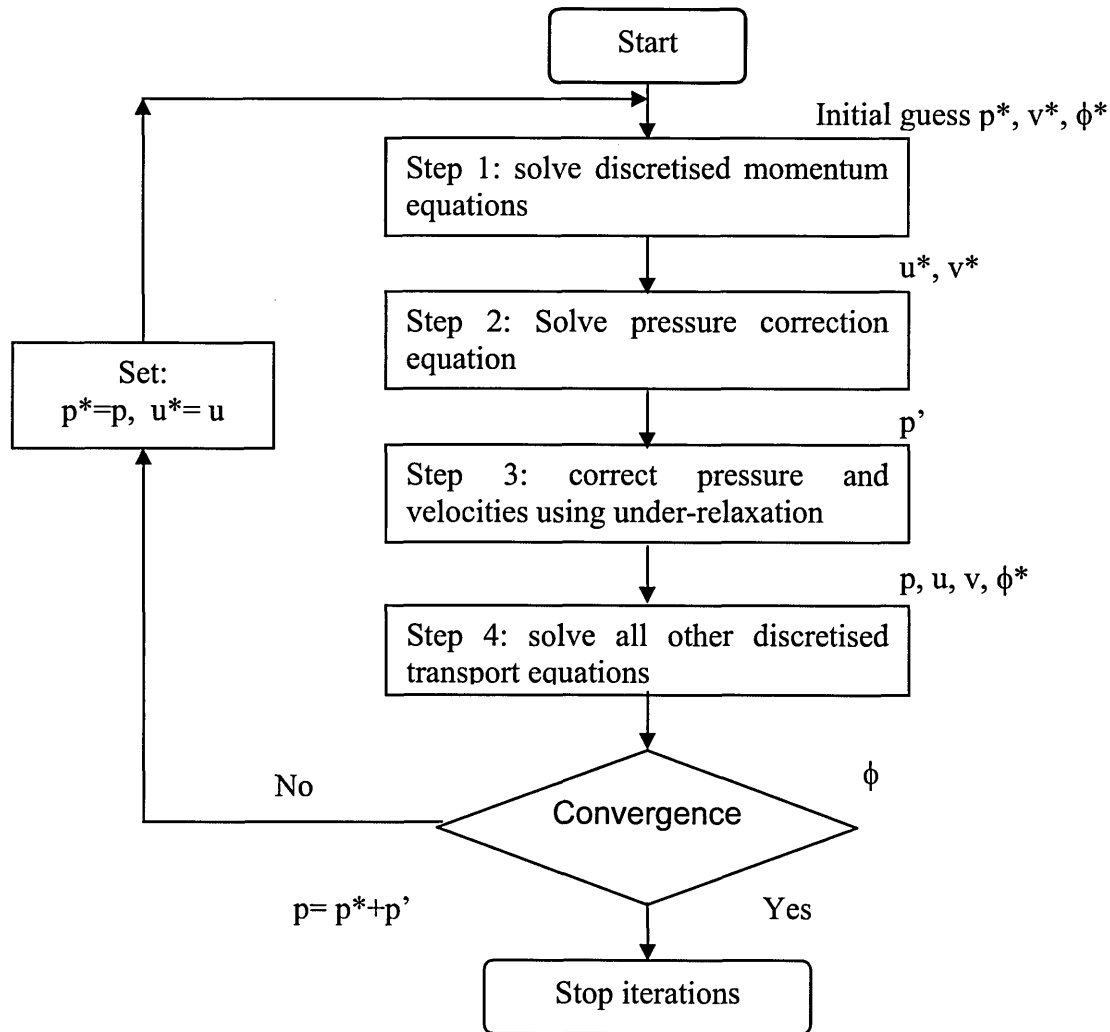 Start
Initial guess p*, v*, ϕ*
Step 1: solve discretised momentum
equations
u*, v*
Step 2: Solve pressure correction
equation
Set:
p*=p, u*= u
p’
Step 3: correct pressure and
velocities using under-relaxation
p, u, v, ϕ*
Step 4: solve all other discretised
transport equations
No
ϕ
Convergence
p= p*+p’
Yes
Stop iterations